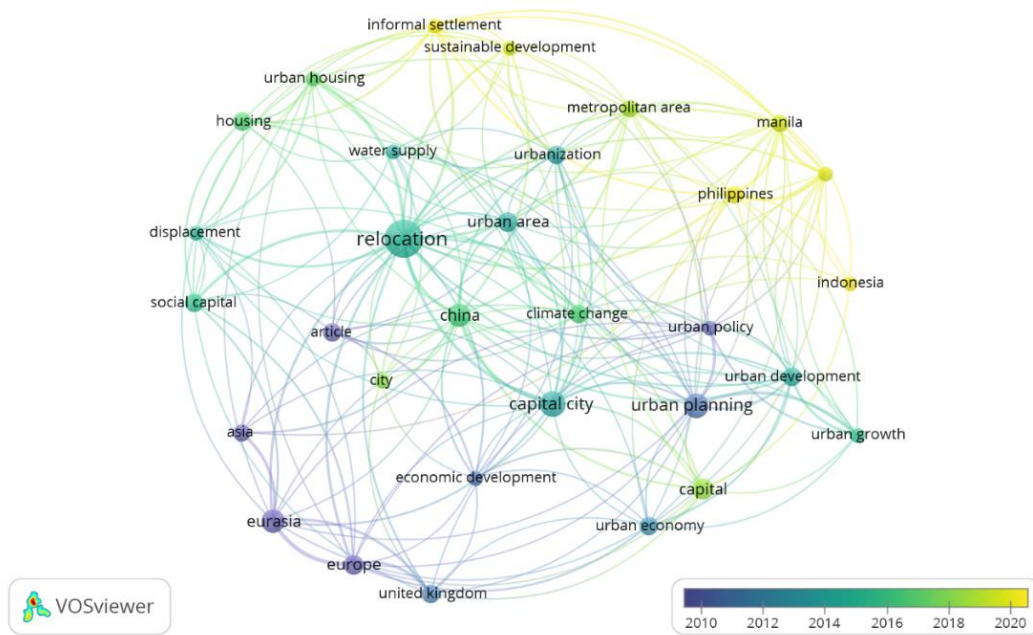 informal settlement
sustainable development
urban housing
metropolitan area
housing
manila
water supply
urbanization
philippines
urban area
displacement
relocation
indonesia
social capital
china
climate change
article
urban policy
city
urban development
capital city
urban planning
asia
urban growth
economic development
capital
eurasia
urban economy
europe
united kingdom
VOSviewer
2010 2012 2014 2016 2018 2020